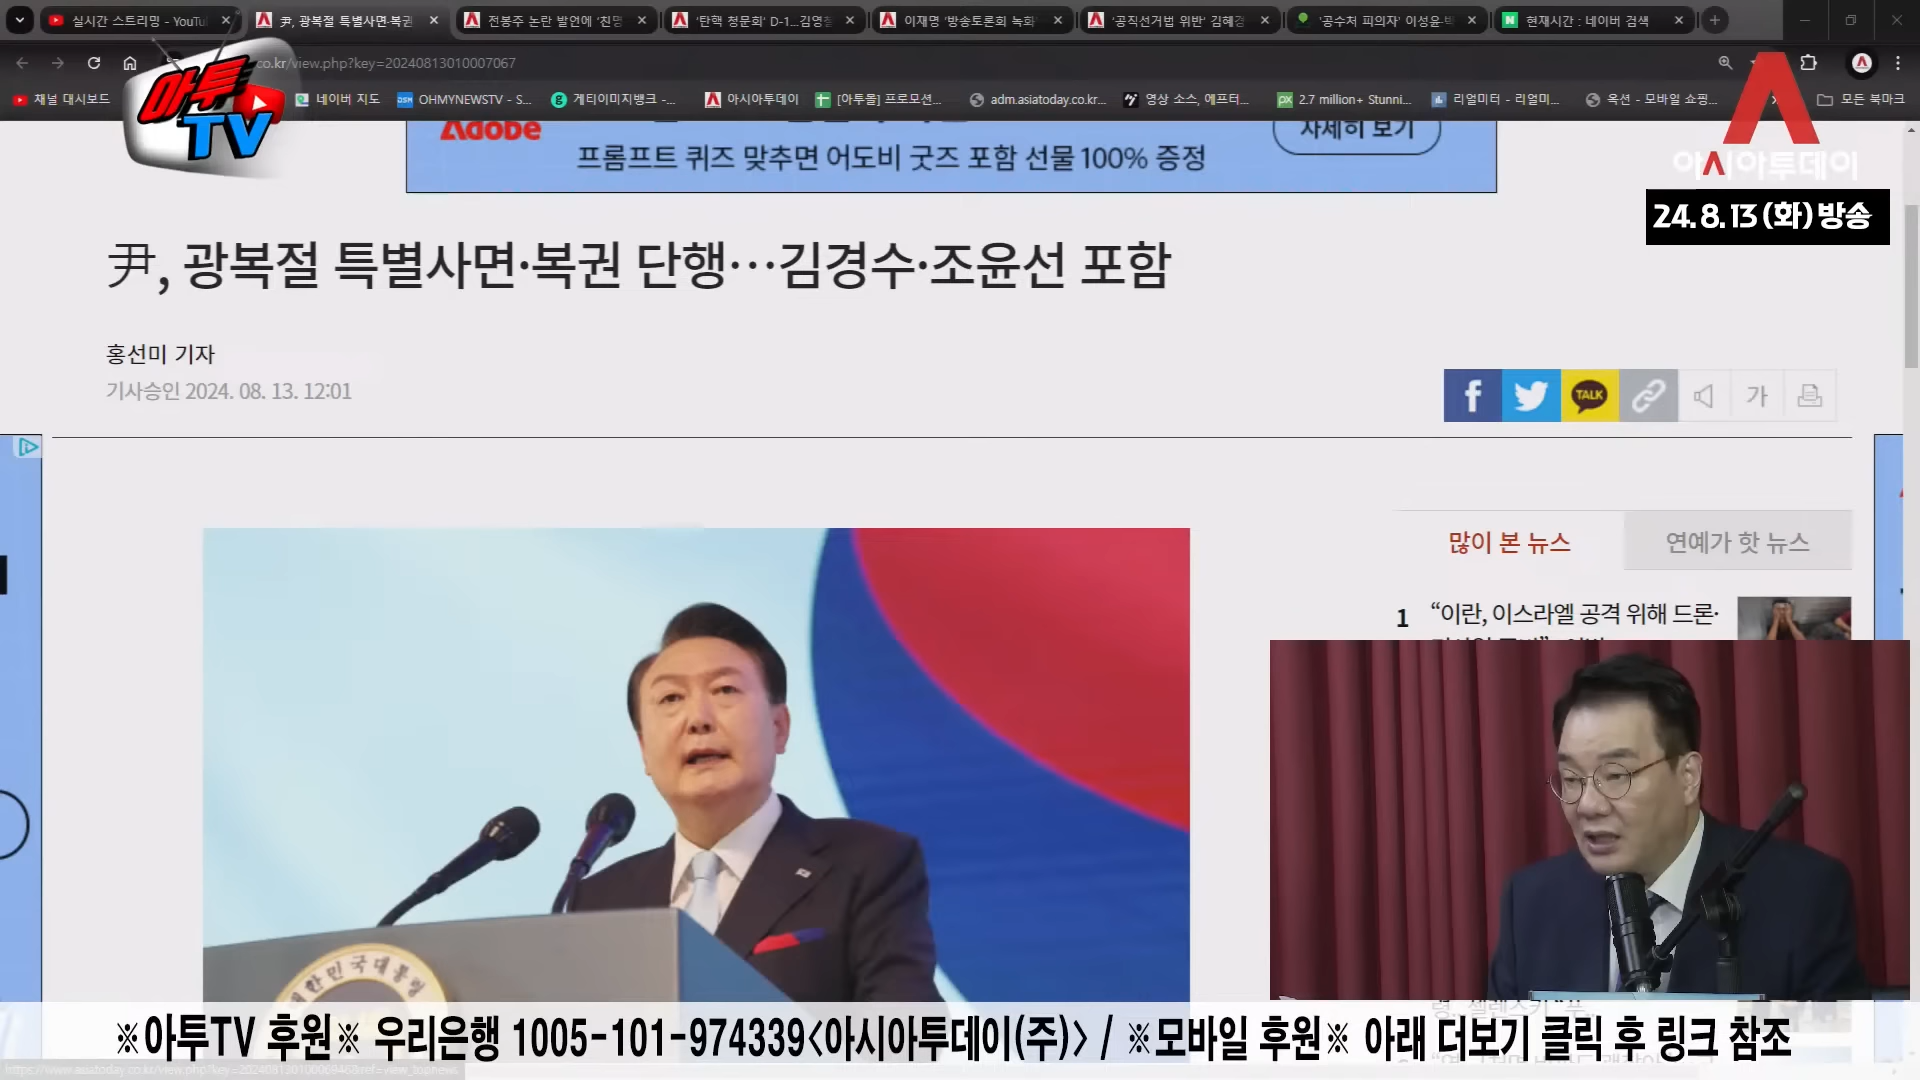 실시간 스트리밍 - YouTu
尹, 광복절 특별사면·복권
전봉주 논란 발언에 '친명
'탄핵 청문회' D-1...김영철
이재명 '방송토론회 녹화
'공직선거법 위반' 김혜경
'공수처 피의자' 이성윤·박
현재시간 : 네이버 검색
co.kr/view.php?key=20240813010007067
채널 대시보드
네이버 지도
OHMYNEWSTV - S...
게티이미지뱅크 -...
아시아투데이
[아투몰] 프로모션...
adm.asiatoday.co.kr...
영상 소스, 에프터...
2.7 million+ Stunni...
리얼미터 - 리얼미...
옥션 - 모바일 쇼핑...
모든 북마크
아투
TV
Adobe
자세히 보기
프롬프트 퀴즈 맞추면 어도비 굿즈 포함 선물 100% 증정
아시아투데이
24. 8. 13 (화) 방송
尹, 광복절 특별사면·복권 단행…김경수·조윤선 포함
홍선미 기자
기사승인 2024. 08. 13. 12:01
TALK
가
많이 본 뉴스
연예가 핫 뉴스
1 “이란, 이스라엘 공격 위해 드론·
대한민국대통령
※아투TV 후원※ 우리은행 1005-101-974339<아시아투데이(주)> / ※모바일 후원※ 아래 더보기 클릭 후 링크 참조